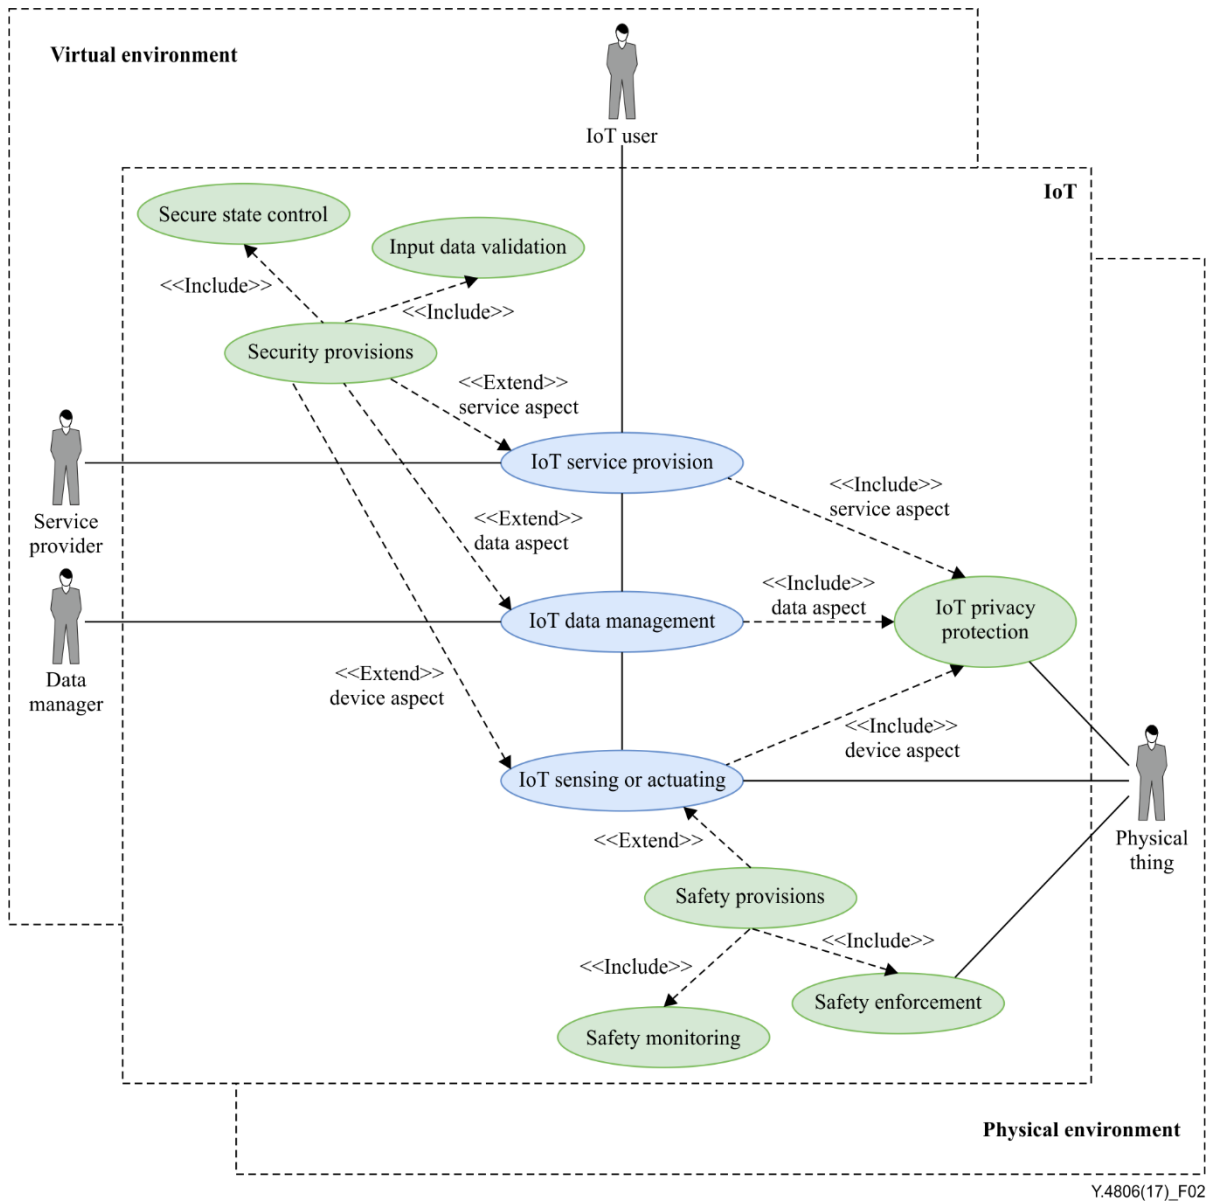 Virtual environment
IoT user
IoT
Secure state control
Input data validation
<<Include>>
<<Include>>
Security provisions
<<Extend>>
service aspect
Service
provider
IoT service provision
<<Include>>
service aspect
<<Extend>>
data aspect
Data
manager
IoT data management
<<Include>>
data aspect
IoT privacy
protection
<<Extend>>
device aspect
<<Include>>
device aspect
IoT sensing or actuating
Physical
thing
<<Extend>>
Safety provisions
<<Include>>
<<Include>>
Safety enforcement
Safety monitoring
Physical environment
Y.4806(17)_F02